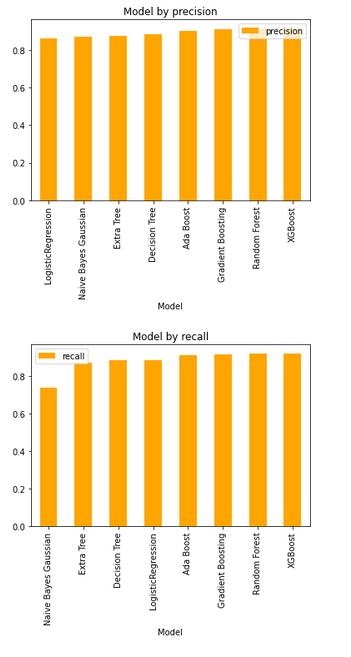 Model by precision
precision
0.8
0.6
0.4
0.2
0.0
LogisticRegression
Naive Bayes Gaussian
Extra Tree
Decision Tree
Ada Boost
Gradient Boosting
Random Forest
XGBoost
Model
Model by recall
recall
0.8
0.6
0.4
0.2
0.0
Naive Bayes Gaussian
Extra Tree
Decision Tree
LogisticRegression
Ada Boost
Gradient Boosting
Random Forest
XGBoost
Model